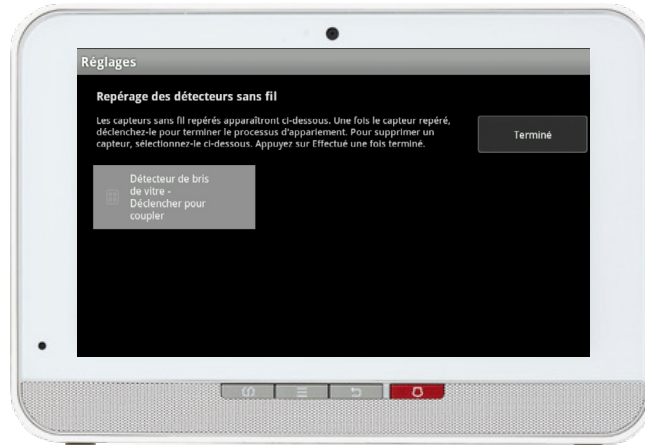 Réglages
Repérage des détecteurs sans fil
Les capteurs sans fil repérés apparaîtront ci-dessous. Une fois le capteur repéré,
déclenchez-le pour terminer le processus d'appariement. Pour supprimer un
capteur, sélectionnez-le ci-dessous. Appuyez sur Effectué une fois terminé.
Terminé
Détecteur de bris
de vitre -
Déclencher pour
coupler